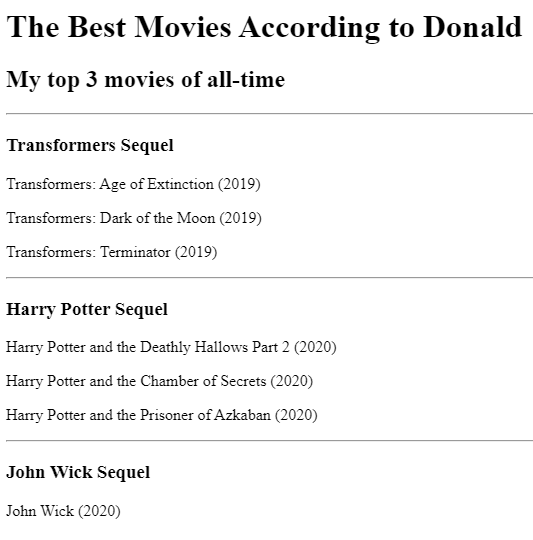 The Best Movies According to Donald
My top 3 movies of all-time
Transformers Sequel
Transformers: Age of Extinction (2019)
Transformers: Dark of the Moon (2019)
Transformers: Terminator (2019)
Harry Potter Sequel
Harry Potter and the Deathly Hallows Part 2 (2020)
Harry Potter and the Chamber of Secrets (2020)
Harry Potter and the Prisoner of Azkaban (2020)
John Wick Sequel
John Wick (2020)